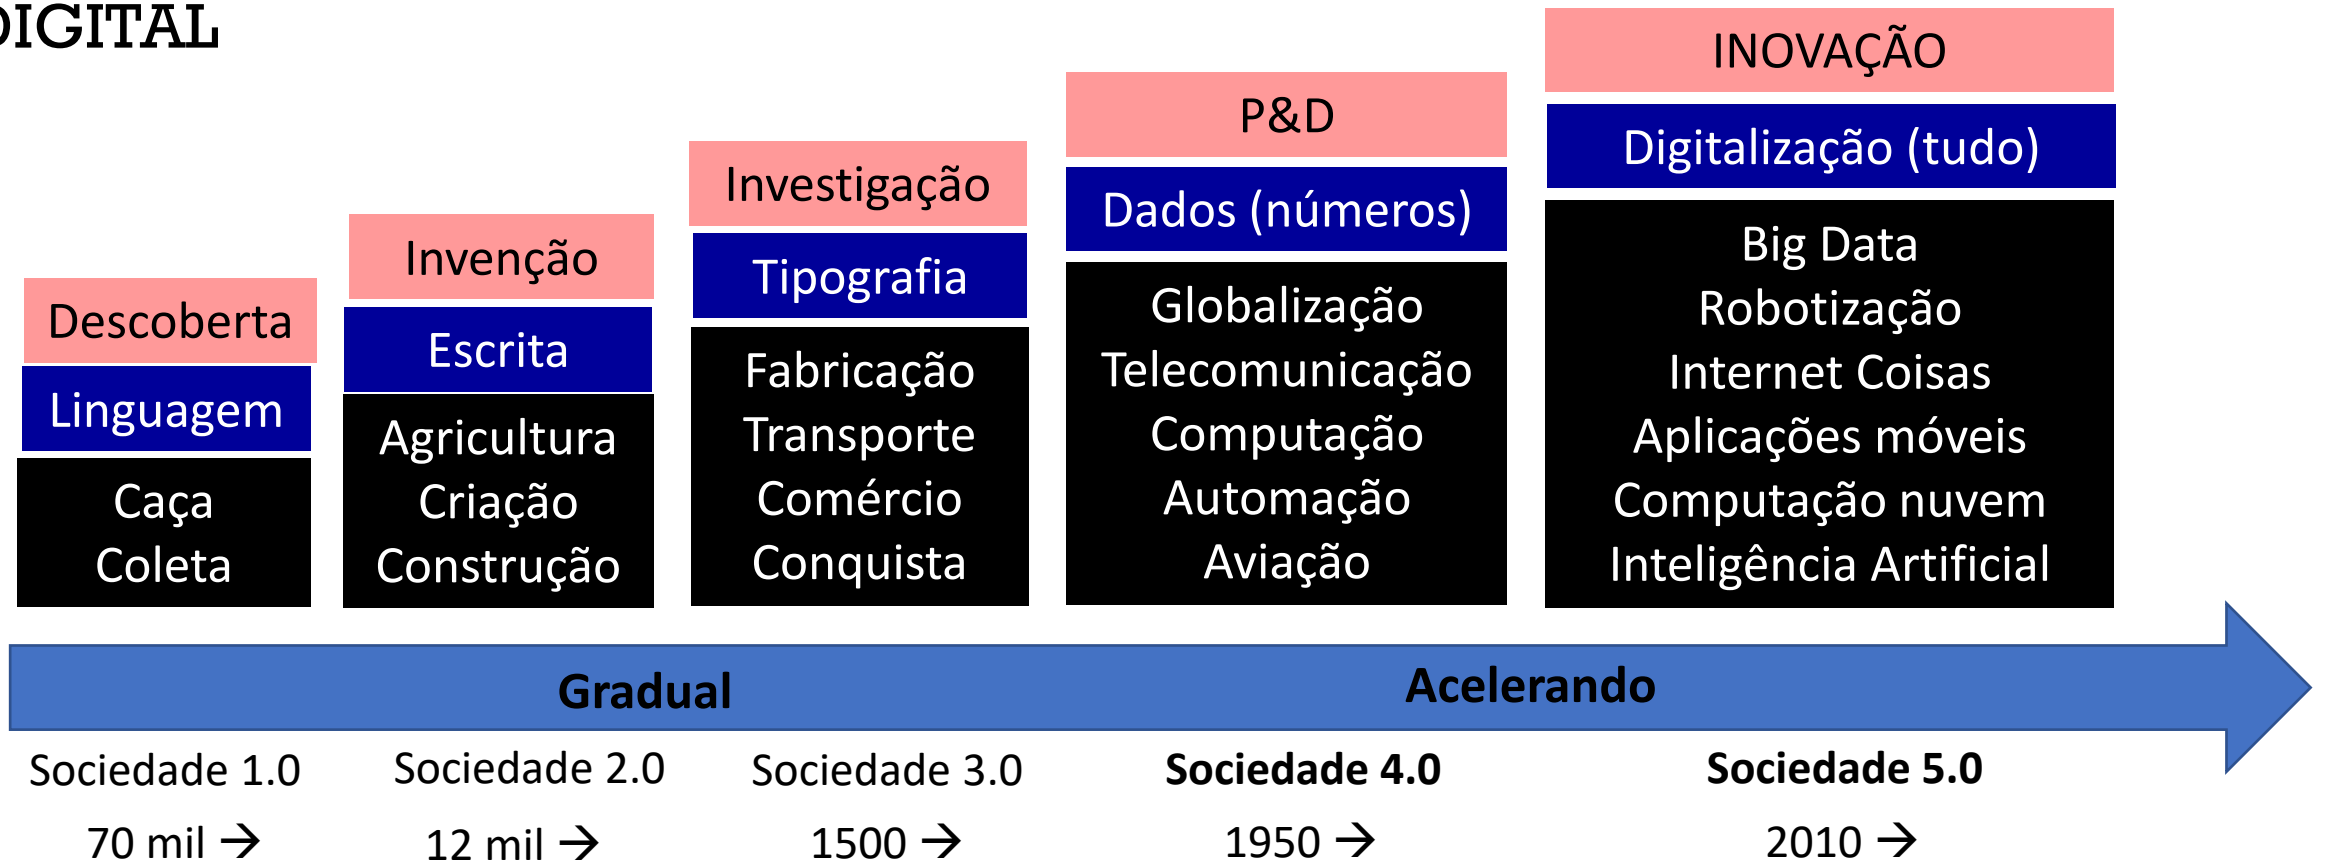 DIGITAL
Descoberta
Linguagem
Caça
Coleta
Invenção
Escrita
Agricultura
Criação
Construção
Investigação
Tipografia
Fabricação
Transporte
Comércio
Conquista
P&D
Dados (números)
Globalização
Telecomunicação
Computação
Automação
Aviação
INOVAÇÃO
Digitalização (tudo)
Big Data
Robotização
Internet Coisas
Aplicações móveis
Computação nuvem
Inteligência Artificial
Gradual
Acelerando
Sociedade 1.0
Sociedade 2.0
Sociedade 3.0
Sociedade 4.0
Sociedade 5.0
70 mil →
12 mil →
1500 →
1950 →
2010 →